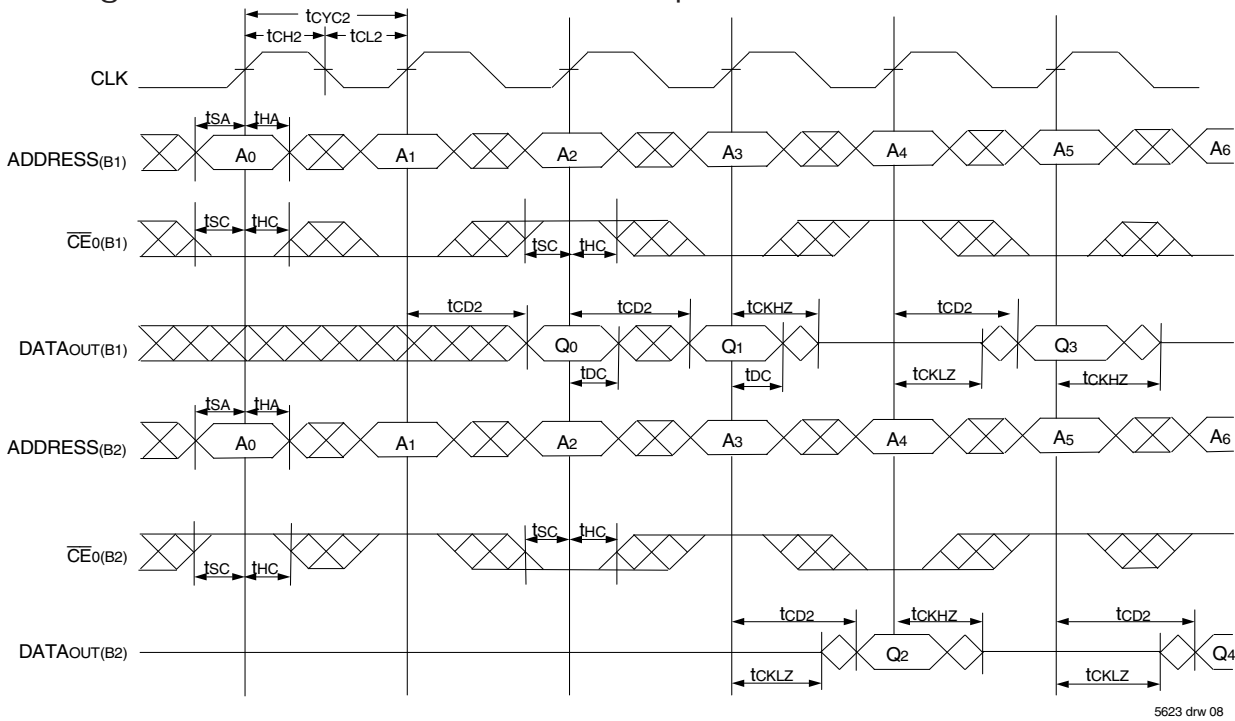 tCYC2
tCH2 tCL2
CLK
tSA tHA
ADDRESS(B1) A0 A1 A2 A3 A4 A5 A6
tSC tHC
CE0(B1)
tSC tHC
tCD2 tCD2 tCKHZ tCD2
DATAOUT(B1) Q0 Q1 Q3
tDC tDC tCKLZ tCKHZ
tSA tHA
ADDRESS(B2) A0 A1 A2 A3 A4 A5 A6
tSC tHC
CE0(B2)
tSC tHC
tCD2 tCKHZ tCD2
DATAOUT(B2) Q2 Q4
tCKLZ tCKLZ
5623 drw 08